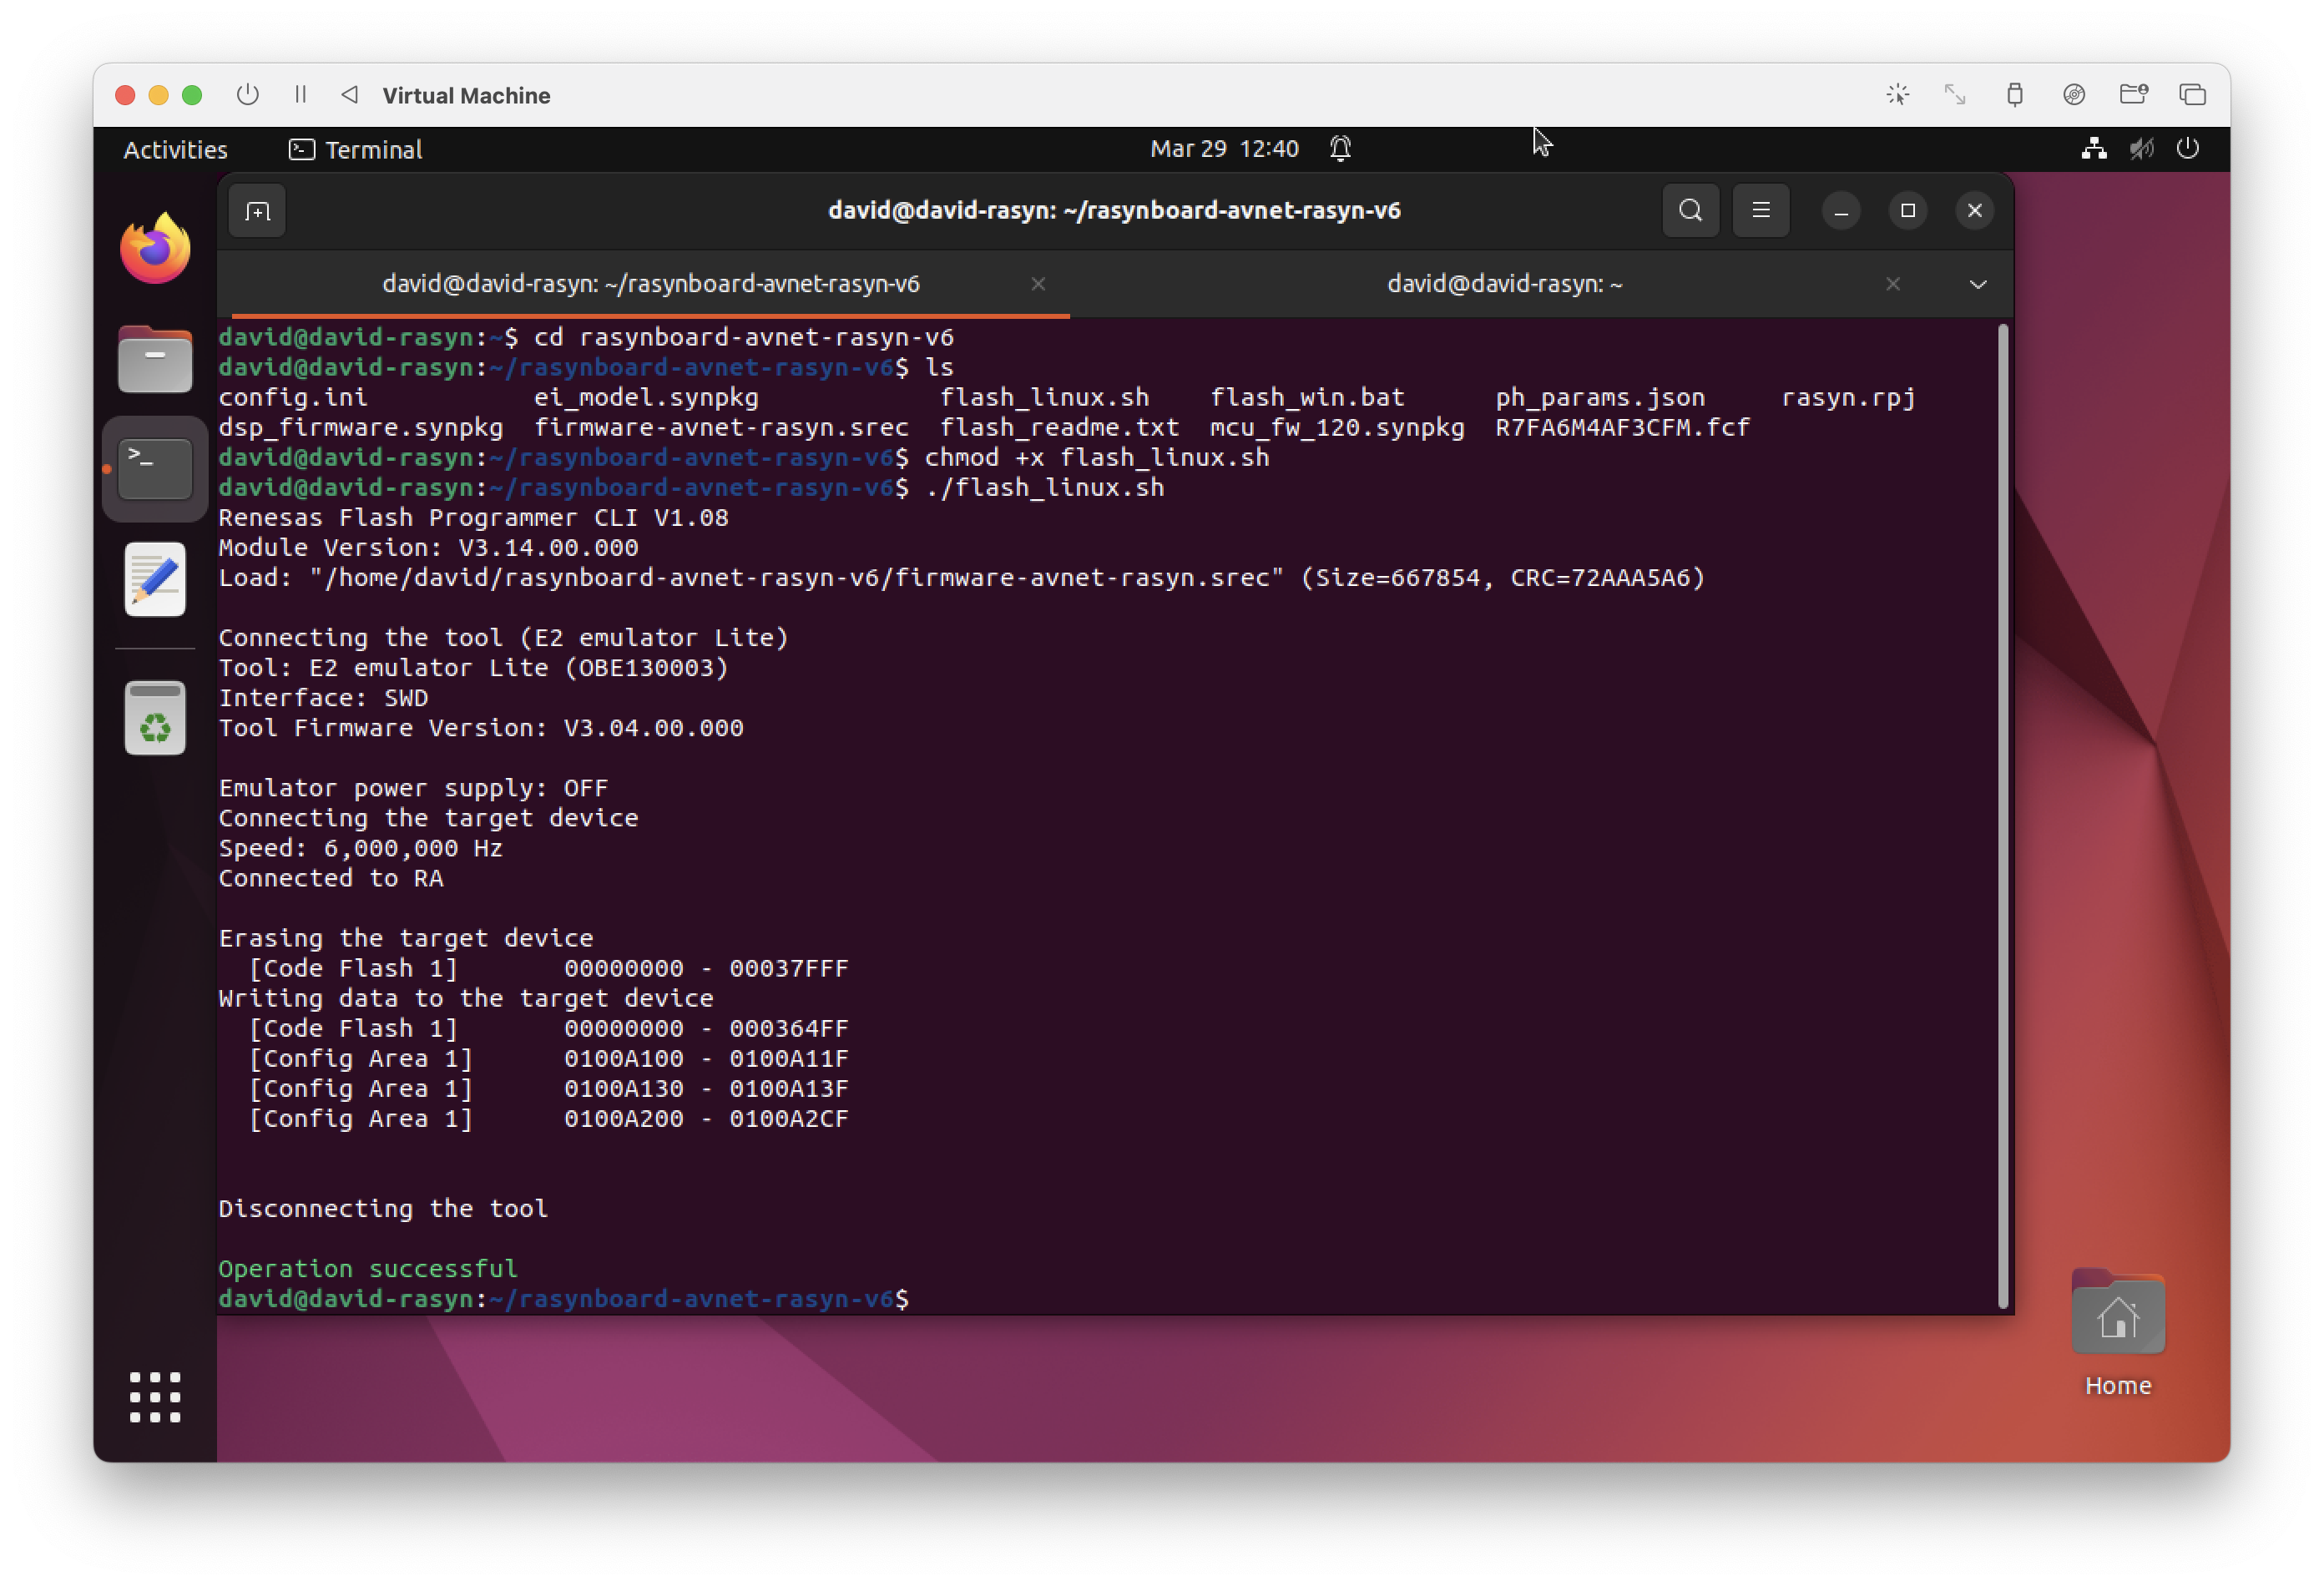 Virtual Machine
Activities
Terminal
Mar 29 12:40
david@david-rasyn: ~/rasynboard-avnet-rasyn-v6
david@david-rasyn: ~/rasynboard-avnet-rasyn-v6
david@david-rasyn: ~
david@david-rasyn:~$ cd rasynboard-avnet-rasyn-v6
david@david-rasyn:~/rasynboard-avnet-rasyn-v6$ ls
config.ini           ei_model.synpkg            flash_linux.sh    flash_win.bat      ph_params.json     rasyn.rpj
dsp_firmware.synpkg  firmware-avnet-rasyn.srec  flash_readme.txt  mcu_fw_120.synpkg  R7FA6M4AF3CFM.fcf
david@david-rasyn:~/rasynboard-avnet-rasyn-v6$ chmod +x flash_linux.sh
david@david-rasyn:~/rasynboard-avnet-rasyn-v6$ ./flash_linux.sh
Renesas Flash Programmer CLI V1.08
Module Version: V3.14.00.000
Load: "/home/david/rasynboard-avnet-rasyn-v6/firmware-avnet-rasyn.srec" (Size=667854, CRC=72AAA5A6)
Connecting the tool (E2 emulator Lite)
Tool: E2 emulator Lite (OBE130003)
Interface: SWD
Tool Firmware Version: V3.04.00.000
Emulator power supply: OFF
Connecting the target device
Speed: 6,000,000 Hz
Connected to RA
Erasing the target device
  [Code Flash 1]       00000000 - 00037FFF
Writing data to the target device
  [Code Flash 1]       00000000 - 000364FF
  [Config Area 1]      0100A100 - 0100A11F
  [Config Area 1]      0100A130 - 0100A13F
  [Config Area 1]      0100A200 - 0100A2CF
Disconnecting the tool
Operation successful
david@david-rasyn:~/rasynboard-avnet-rasyn-v6$
Home